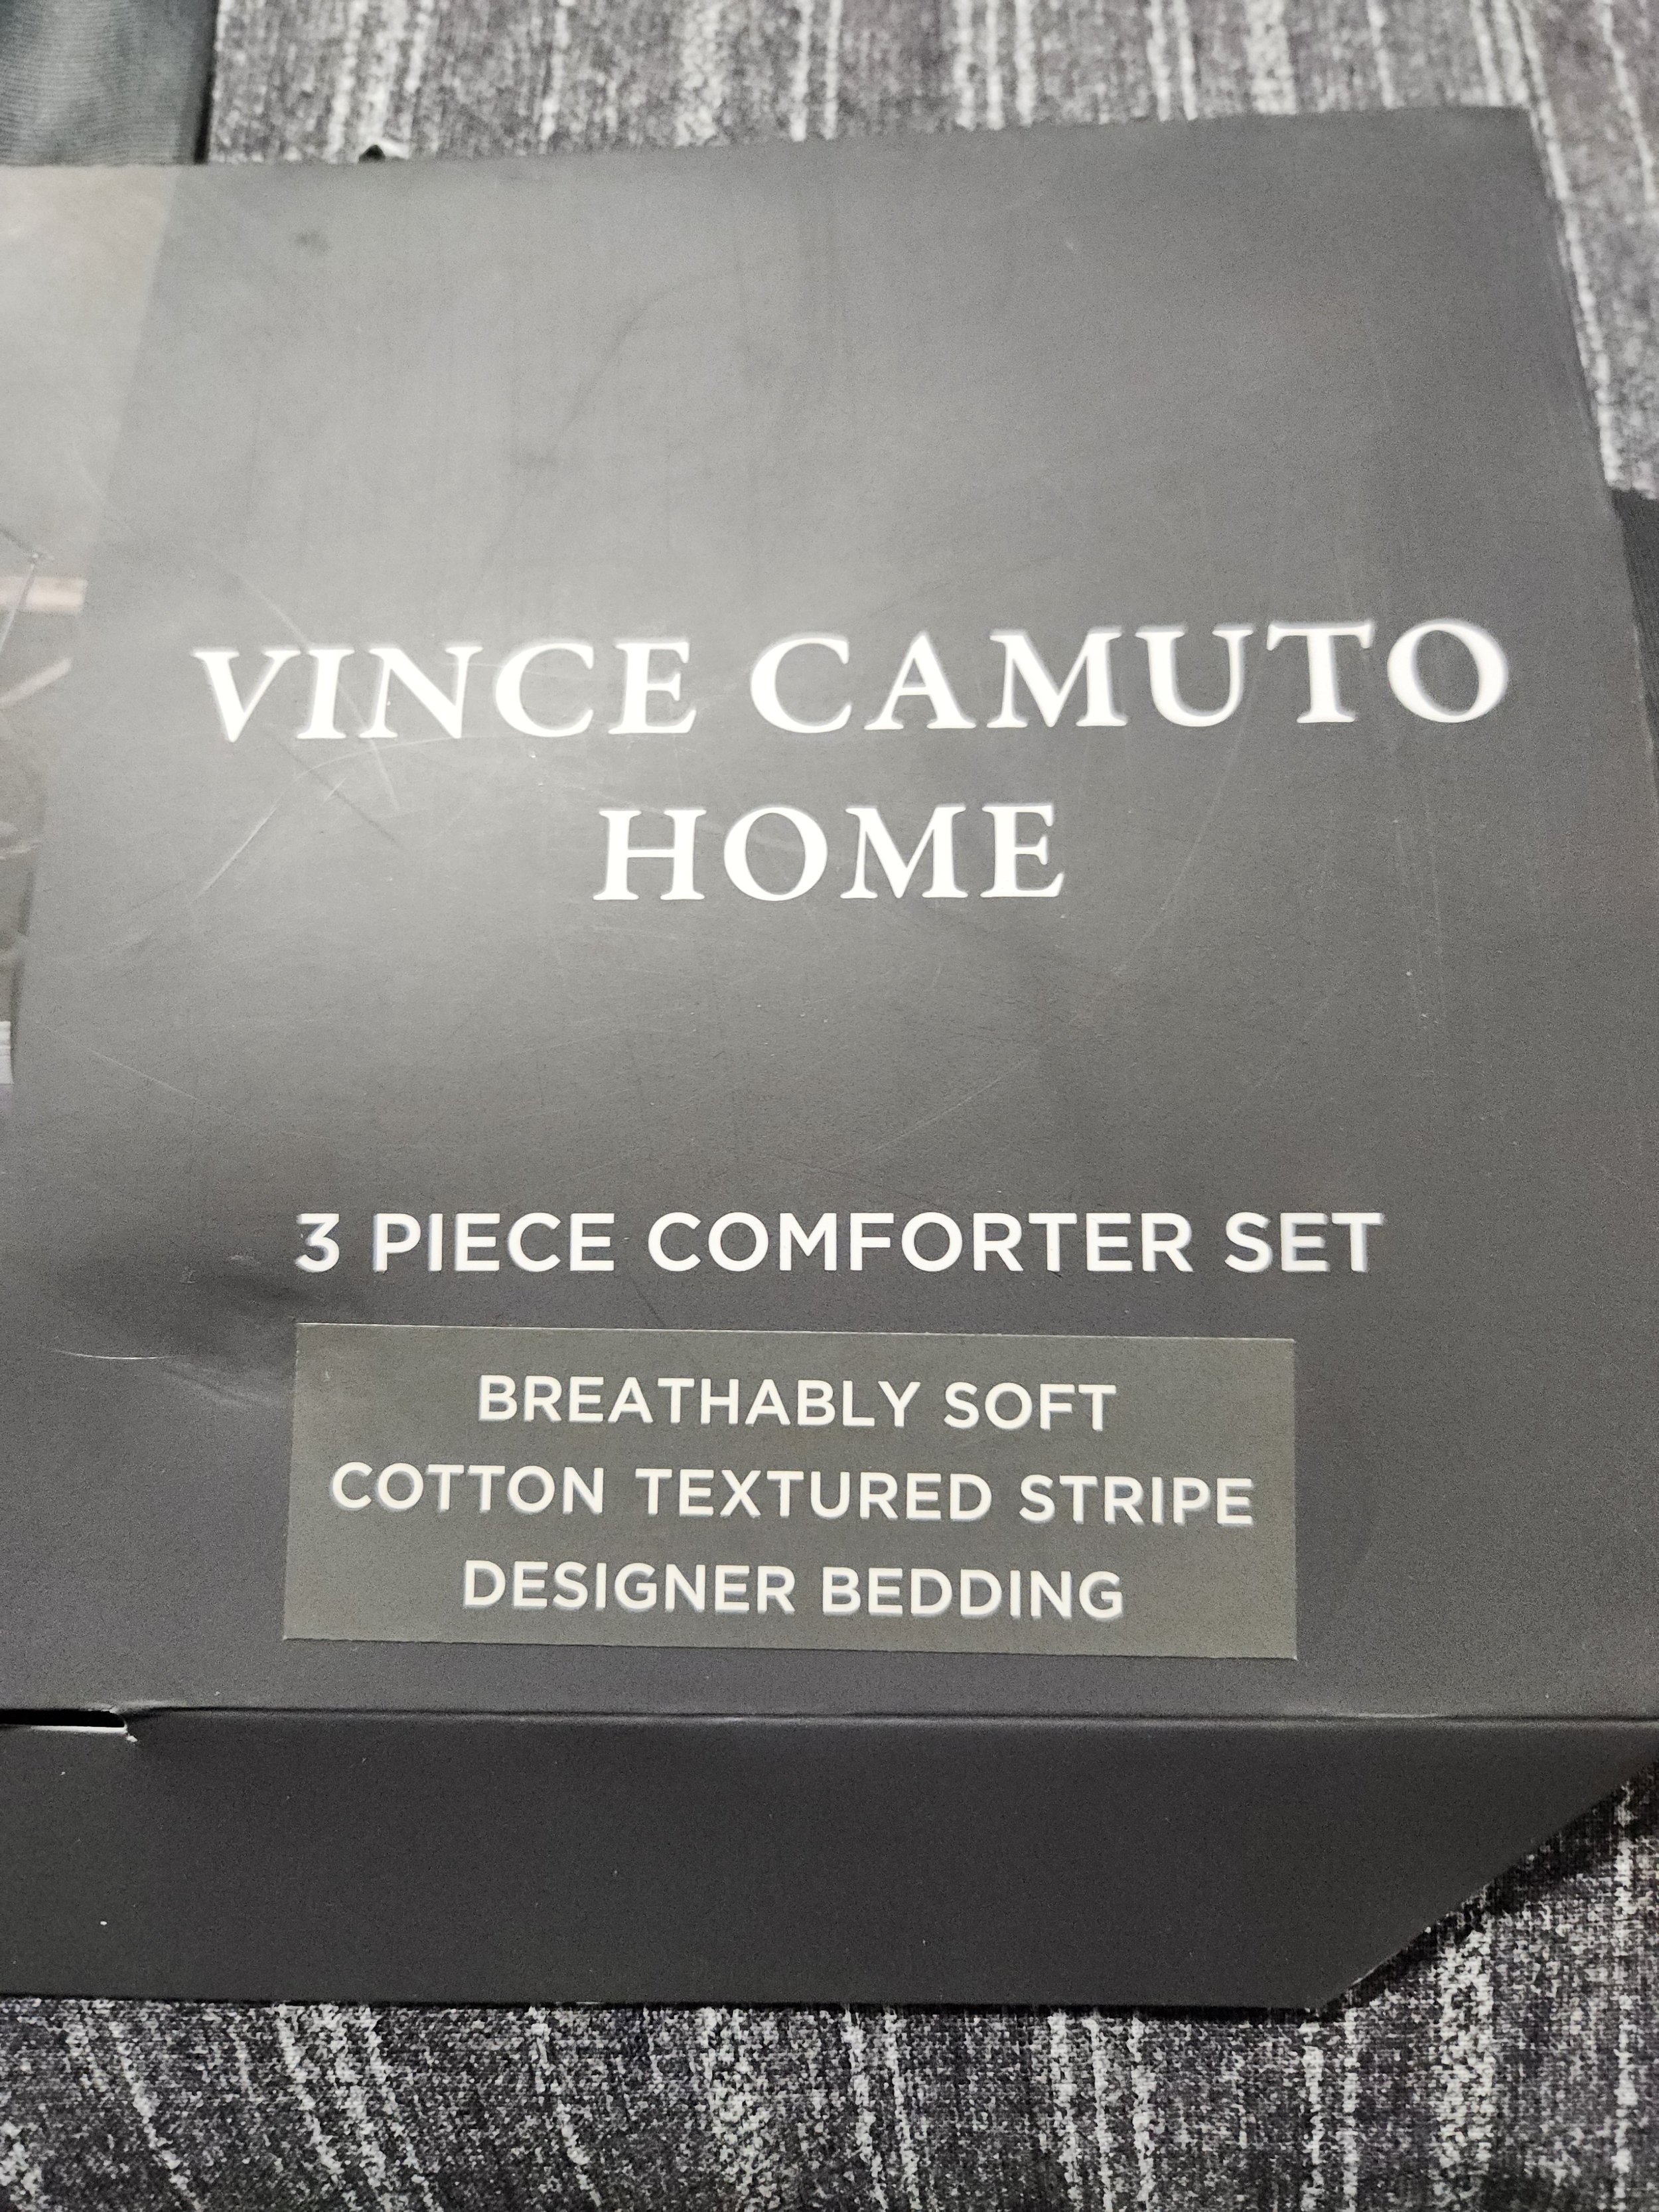 VINCE CAMUTO
HOME
3 PIECE COMFORTER SET
BREATHABLY SOFT
COTTON TEXTURED STRIPE
DESIGNER BEDDING